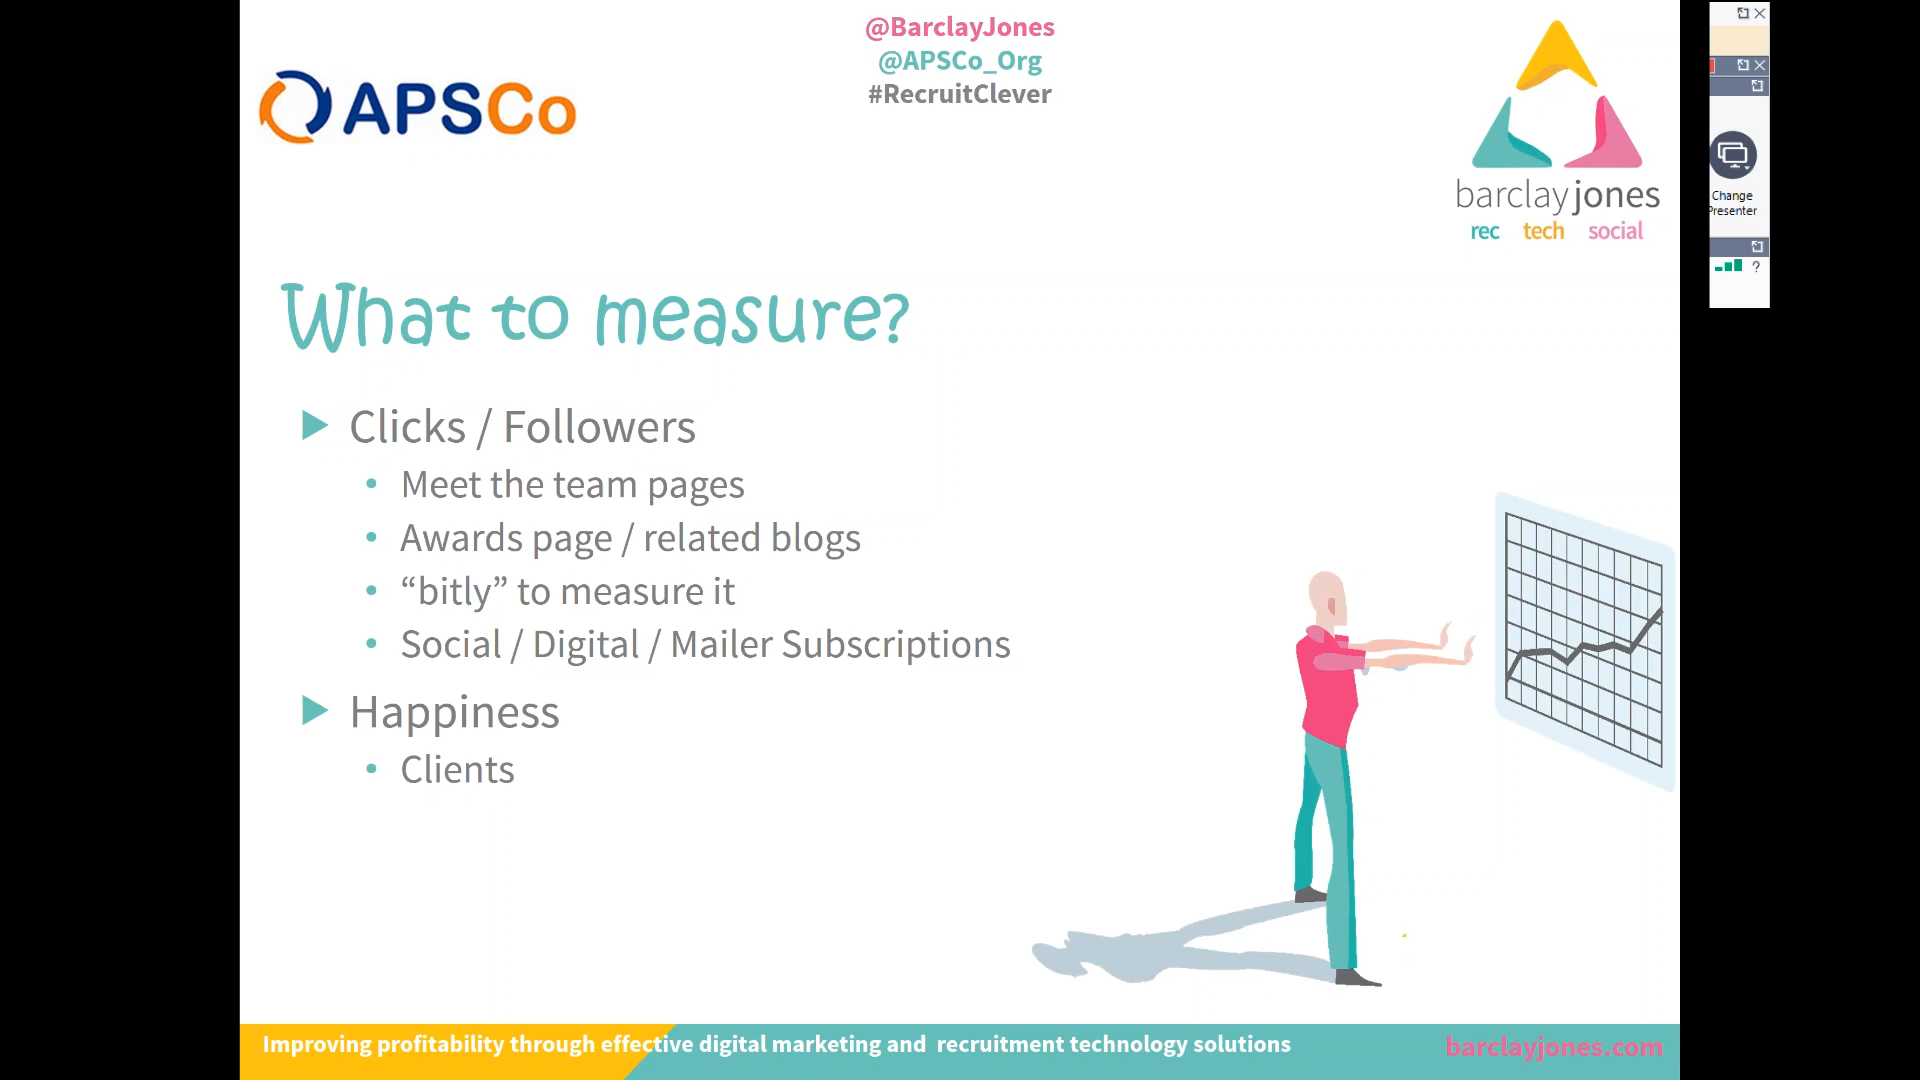 @BarclayJones
@APSCo_Org
#RecruitClever
APSCo
barclayjones
rec tech social
Change
Presenter
?
What to measure?
Clicks / Followers
• Meet the team pages
• Awards page / related blogs
• “bitly” to measure it
• Social / Digital / Mailer Subscriptions
Happiness
• Clients
Improving profitability through effective digital marketing and recruitment technology solutions
barclayjones.com